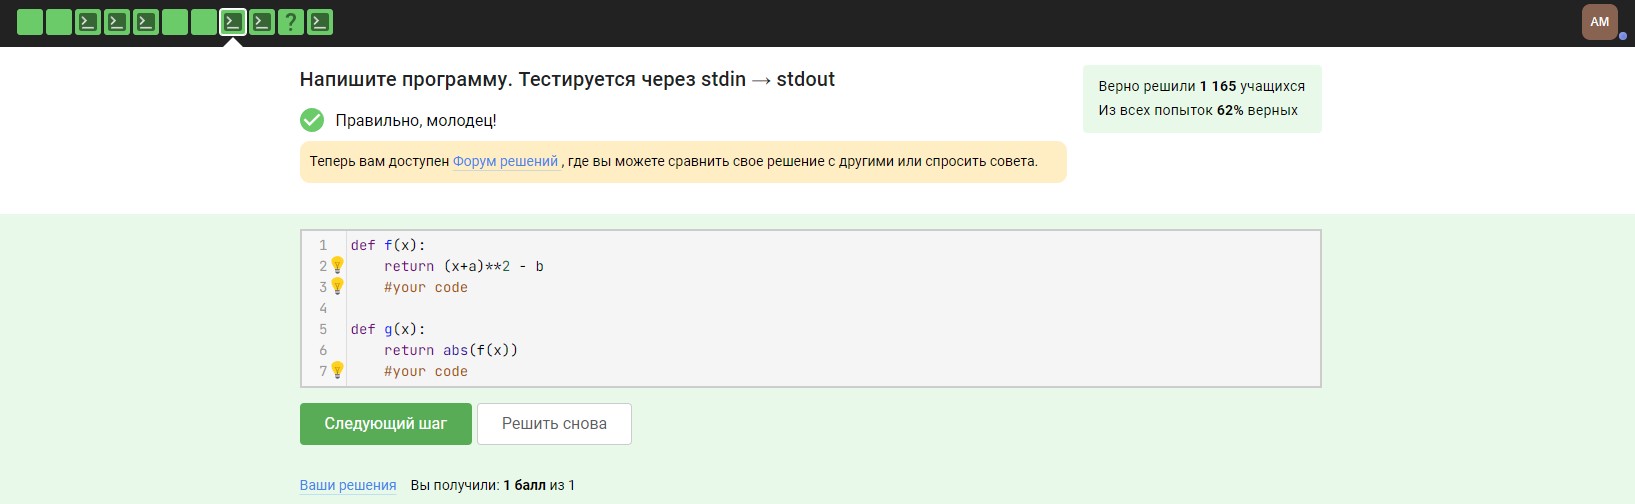 ?
AM
Напишите программу. Тестируется через stdin → stdout
Верно решили 1 165 учащихся
Из всех попыток 62% верных
Правильно, молодец!
Теперь вам доступен Форум решений , где вы можете сравнить свое решение с другими или спросить совета.
1 def f(x):
2 return (x+a)**2 - b
3 #your code
4
5 def g(x):
6 return abs(f(x))
7 #your code
Следующий шаг
Решить снова
Ваши решения Вы получили: 1 балл из 1